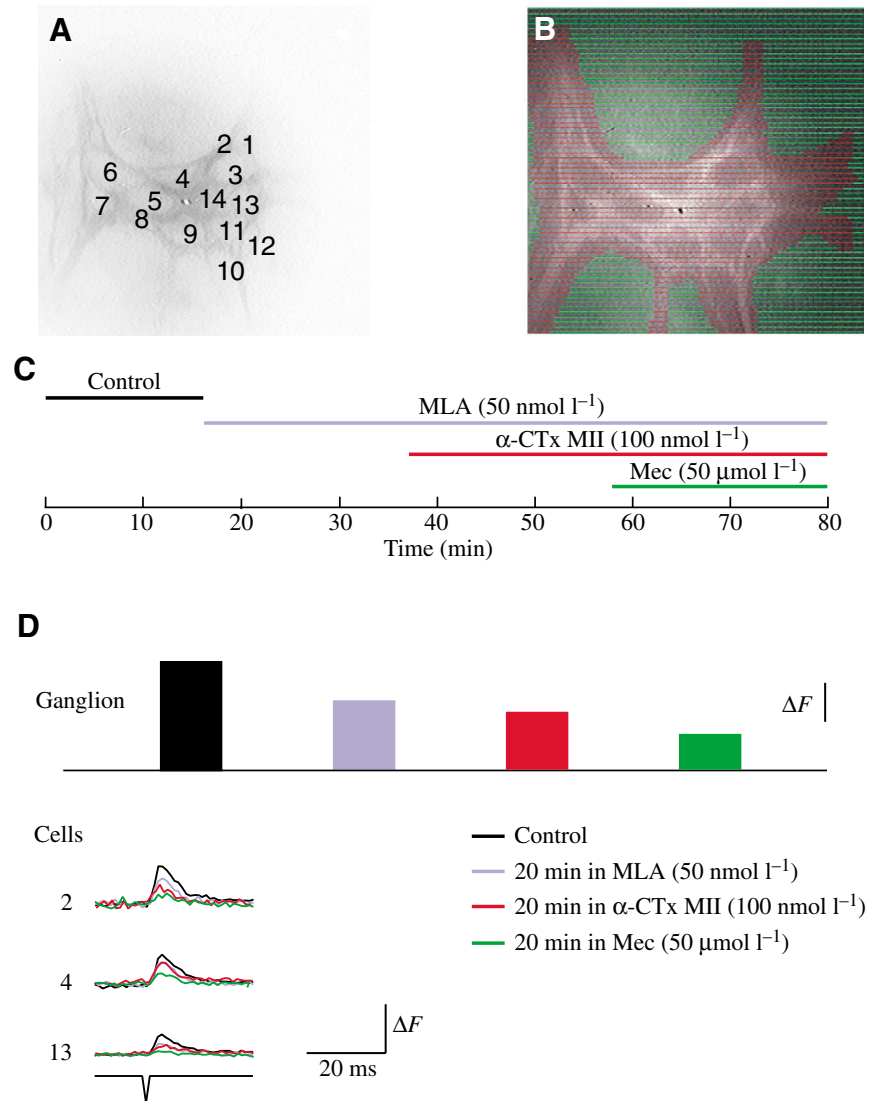 A
B
2 1
6 4 3
7 5 14 13
8 9 11 12
10
C
Control
MLA (50 nmol l⁻¹)
α-CTx MII (100 nmol l⁻¹)
Mec (50 μmol l⁻¹)
0 10 20 30 40 50 60 70 80
Time (min)
D
Ganglion
ΔF
Cells
2
4
13
Control
20 min in MLA (50 nmol l⁻¹)
20 min in α-CTx MII (100 nmol l⁻¹)
20 min in Mec (50 μmol l⁻¹)
ΔF
20 ms